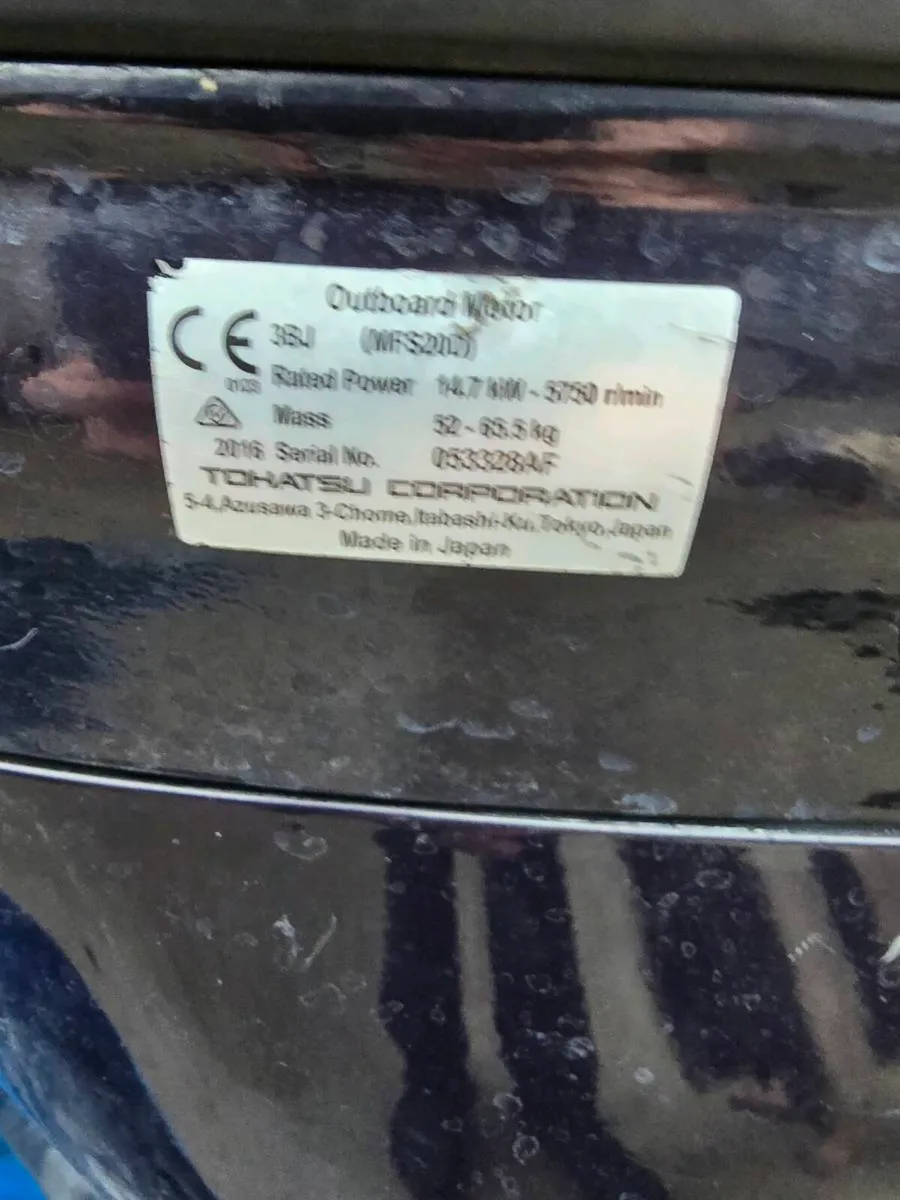 Outboard Motor
CE 3BJ
0123 Rated Power 14.7 kW - 5750 r/min
Mass 52 - 65.5 kg
2016 Serial No. 053328AF
TOHATSU CORPORATION
5-4,Azusawa 3-Chome,Itabashi-Ku,Tokyo,Japan
Made in Japan